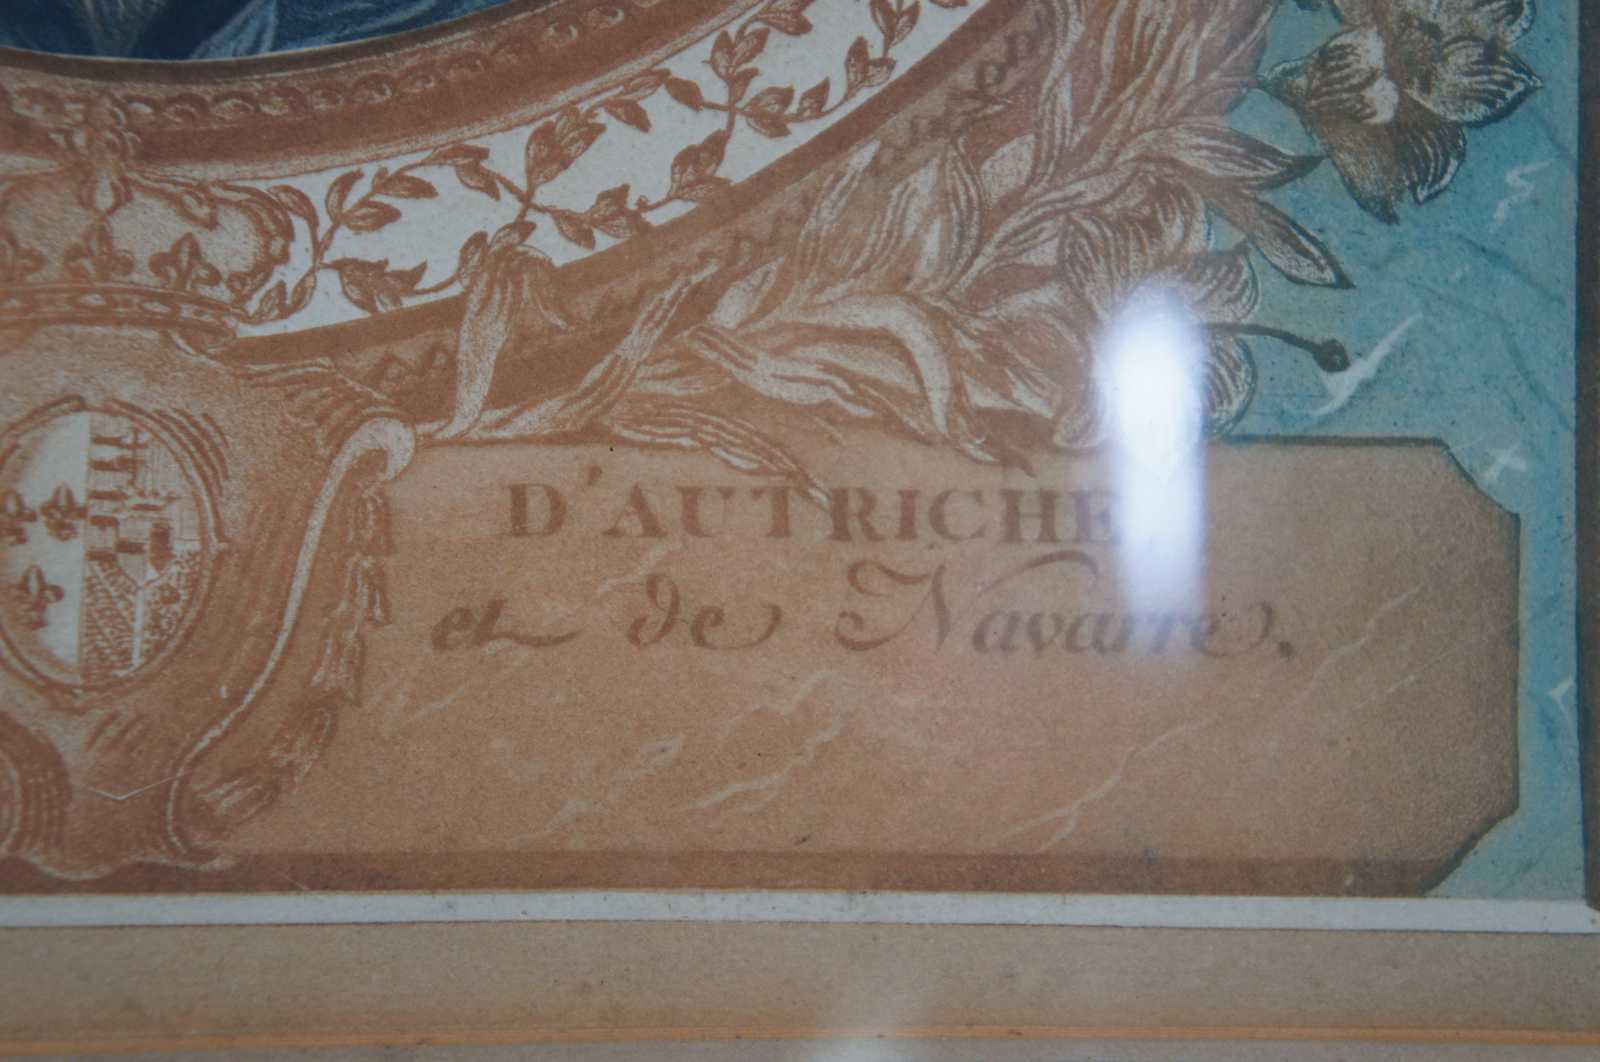 D'AUTRICHE
et de Navarre.